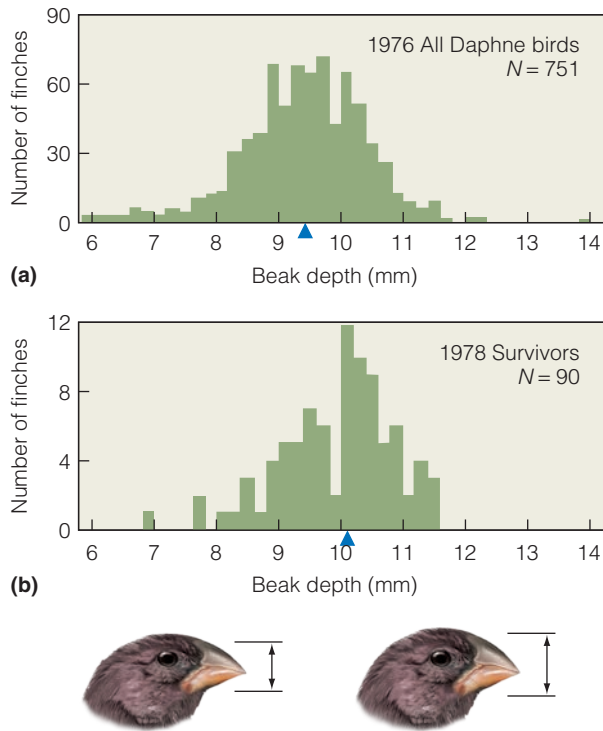 90
60
30
0
Number of finches
1976 All Daphne birds
N = 751
6 7 8 9 10 11 12 13 14
(a)
Beak depth (mm)
12
8
4
0
Number of finches
1978 Survivors
N = 90
6 7 8 9 10 11 12 13 14
(b)
Beak depth (mm)